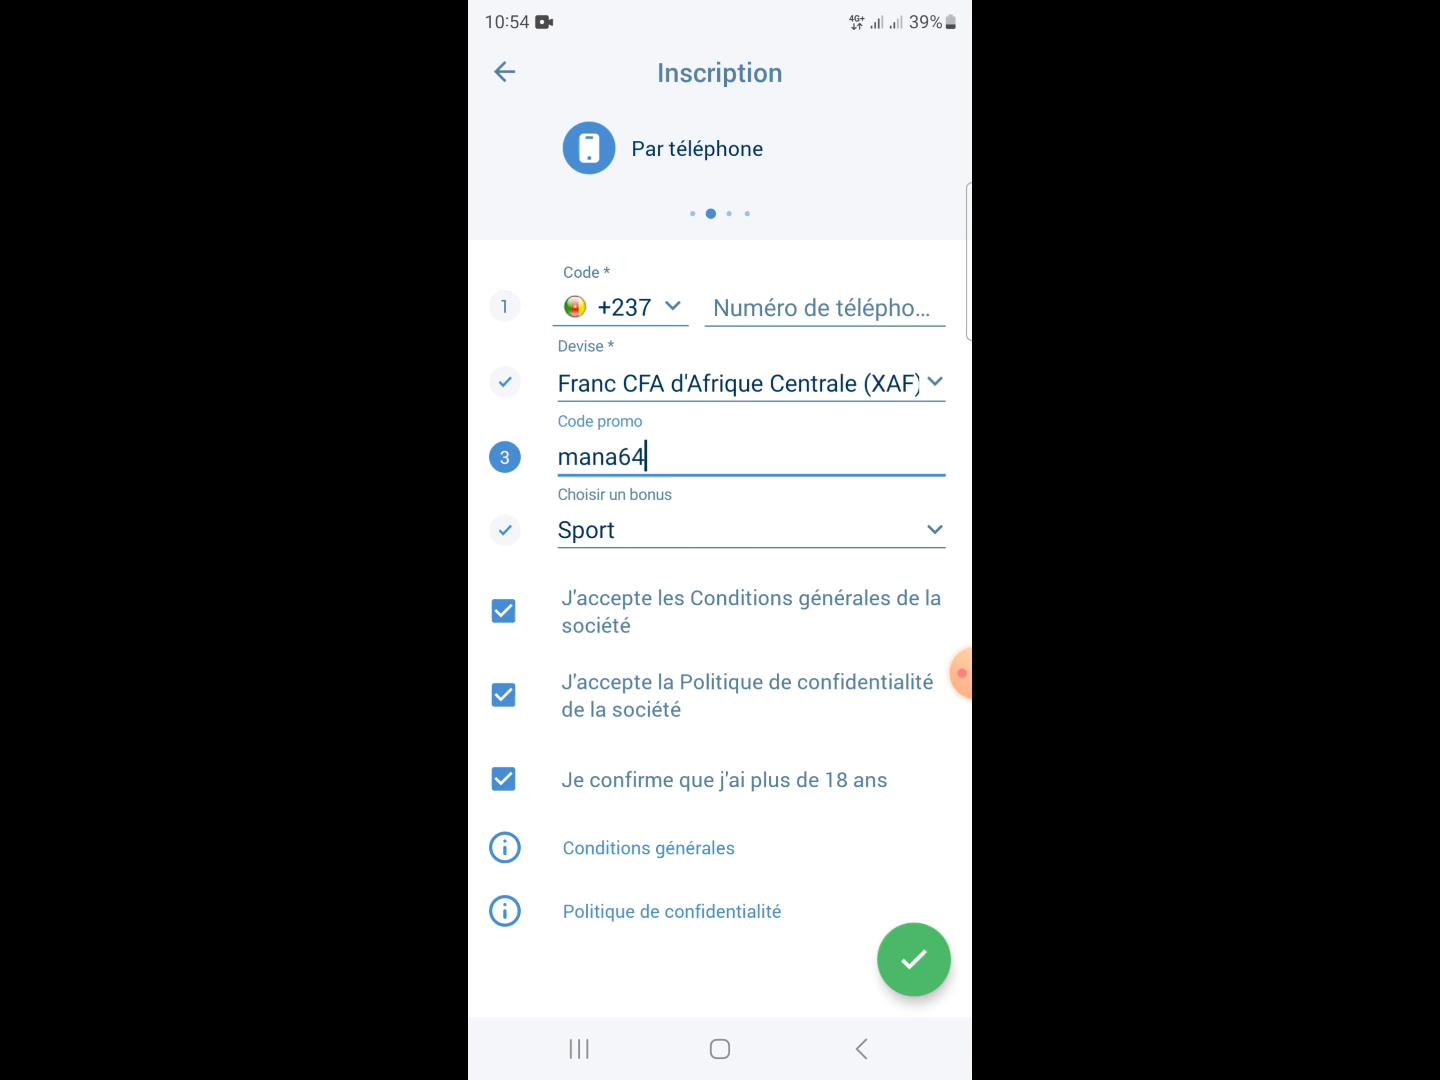 10:54
4G+ 39%
Inscription
Par téléphone
Code *
1 +237 Numéro de télépho...
Devise *
Franc CFA d'Afrique Centrale (XAF)
Code promo
3 mana64
Choisir un bonus
Sport
J'accepte les Conditions générales de la
société
J'accepte la Politique de confidentialité
de la société
Je confirme que j'ai plus de 18 ans
Conditions générales
Politique de confidentialité